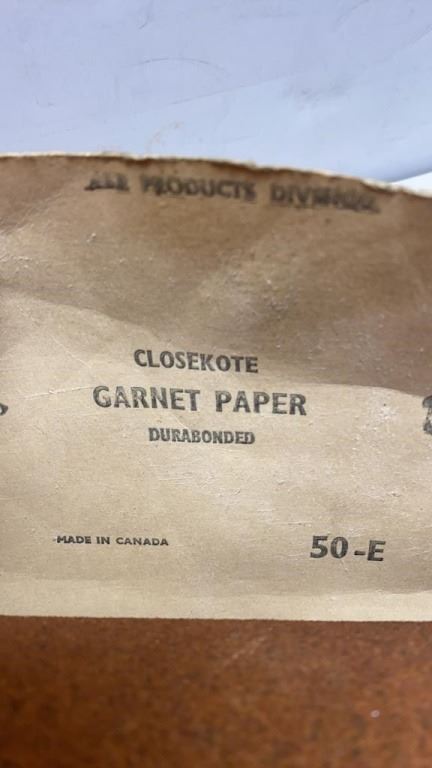 PRODUCTS DIVISION
CLOSEKOTE
GARNET PAPER
DURABONDED
MADE IN CANADA
50-E